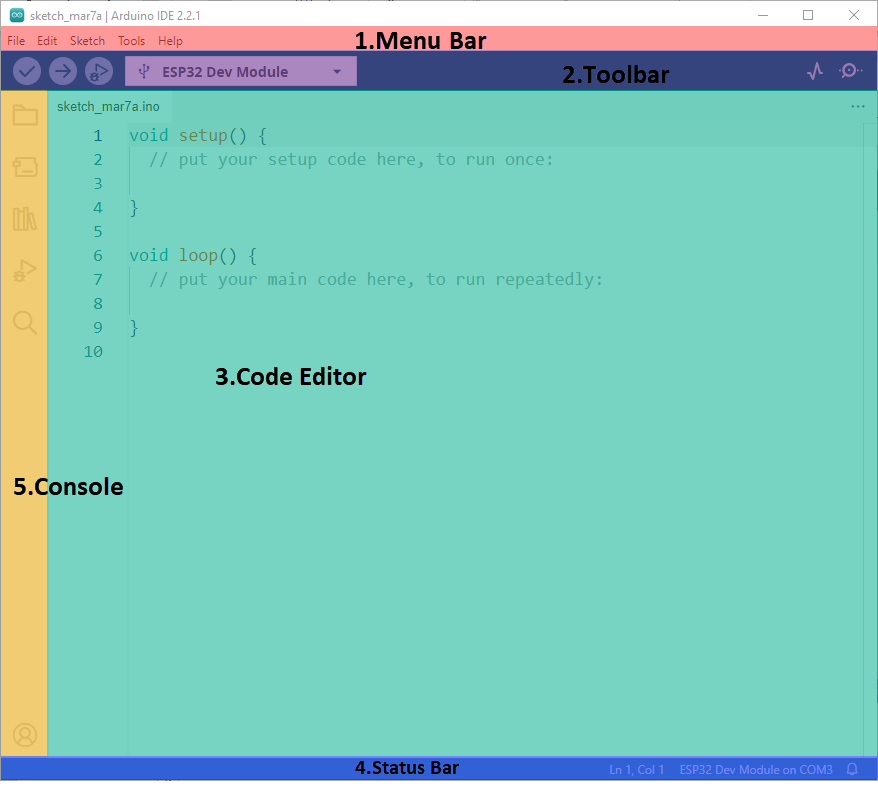 sketch_mar7a | Arduino IDE 2.2.1
File Edit Sketch Tools Help
1.Menu Bar
ESP32 Dev Module
2.Toolbar
sketch_mar7a.ino
1 void setup() {
2 // put your setup code here, to run once:
3
4 }
5
6 void loop() {
7 // put your main code here, to run repeatedly:
8
9 }
10
3.Code Editor
5.Console
4.Status Bar
Ln 1, Col 1 ESP32 Dev Module on COM3